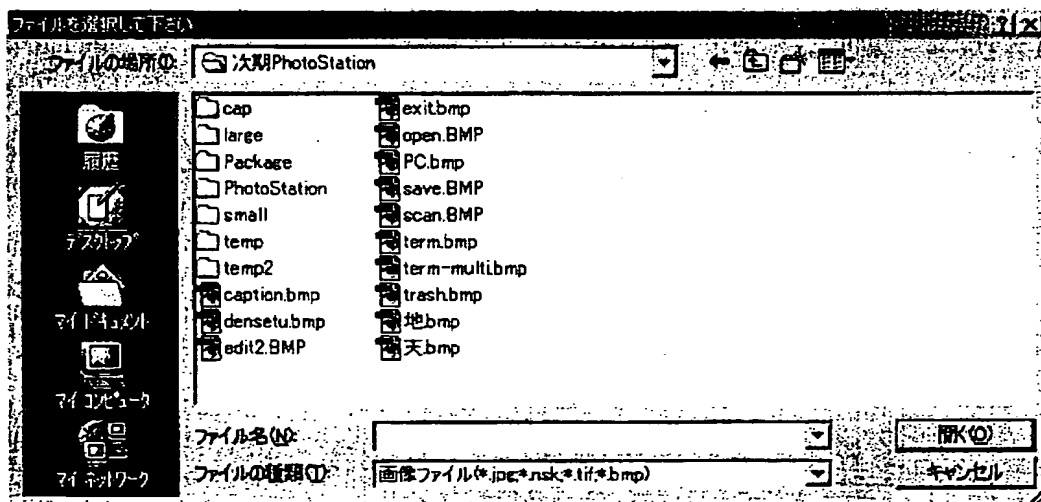 ファイルを選択して下さい
ファイルの場所(I): 次期PhotoStation
履歴
デスクトップ
マイ ドキュメント
マイ コンピュータ
マイ ネットワーク
cap
large
Package
PhotoStation
small
temp
temp2
caption.bmp
densetu.bmp
edit2.BMP
exit.bmp
open.BMP
PC.bmp
save.BMP
scan.BMP
term.bmp
term-multi.bmp
trash.bmp
地.bmp
天.bmp
ファイル名(N):
開く(O)
ファイルの種類(T): 画像ファイル(*.jpg;*.nsk;*.tif;*.bmp)
キャンセル